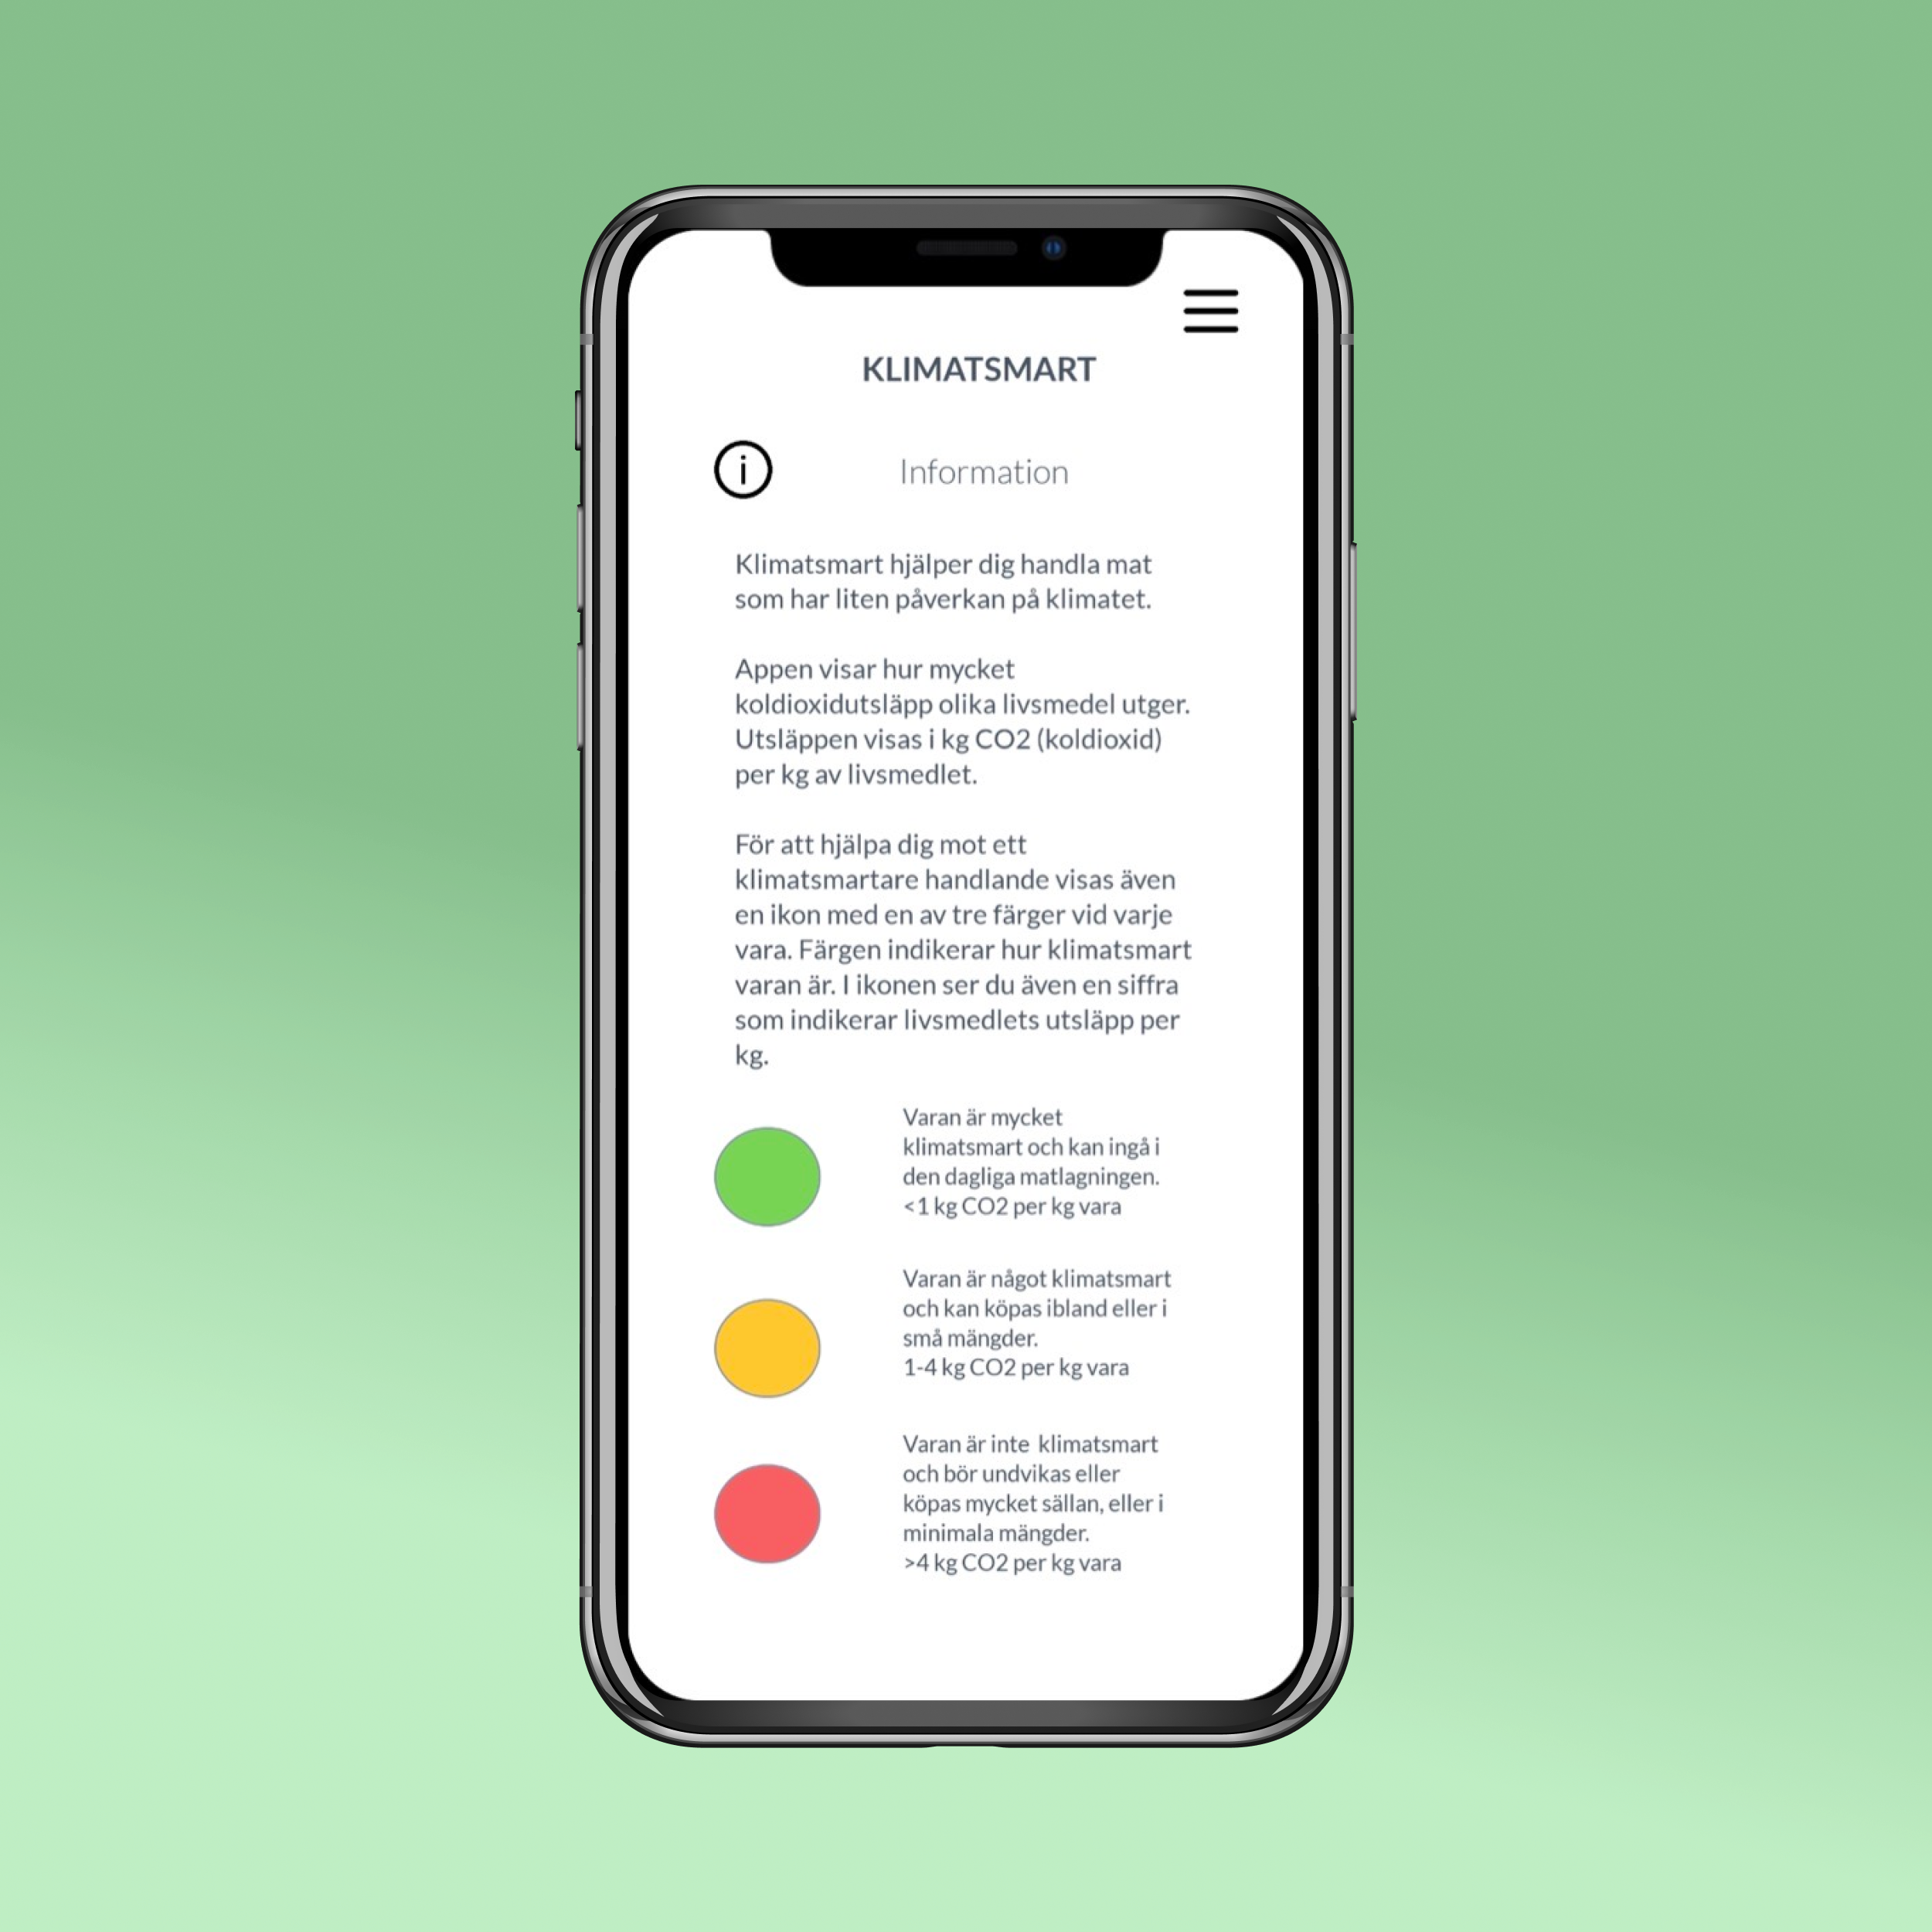 KLIMATSMART
i
Information
Klimatsmart hjälper dig handla mat
som har liten påverkan på klimatet.
Appen visar hur mycket
koldioxidutsläpp olika livsmedel utger.
Utsläppen visas i kg CO2 (koldioxid)
per kg av livsmedlet.
För att hjälpa dig mot ett
klimatsmartare handlande visas även
en ikon med en av tre färger vid varje
vara. Färgen indikerar hur klimatsmart
varan är. I ikonen ser du även en siffra
som indikerar livsmedlets utsläpp per
kg.
Varan är mycket
klimatsmart och kan ingå i
den dagliga matlagningen.
<1 kg CO2 per kg vara
Varan är något klimatsmart
och kan köpas ibland eller i
små mängder.
1-4 kg CO2 per kg vara
Varan är inte klimatsmart
och bör undvikas eller
köpas mycket sällan, eller i
minimala mängder.
>4 kg CO2 per kg vara